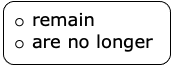 ○ remain
○ are no longer